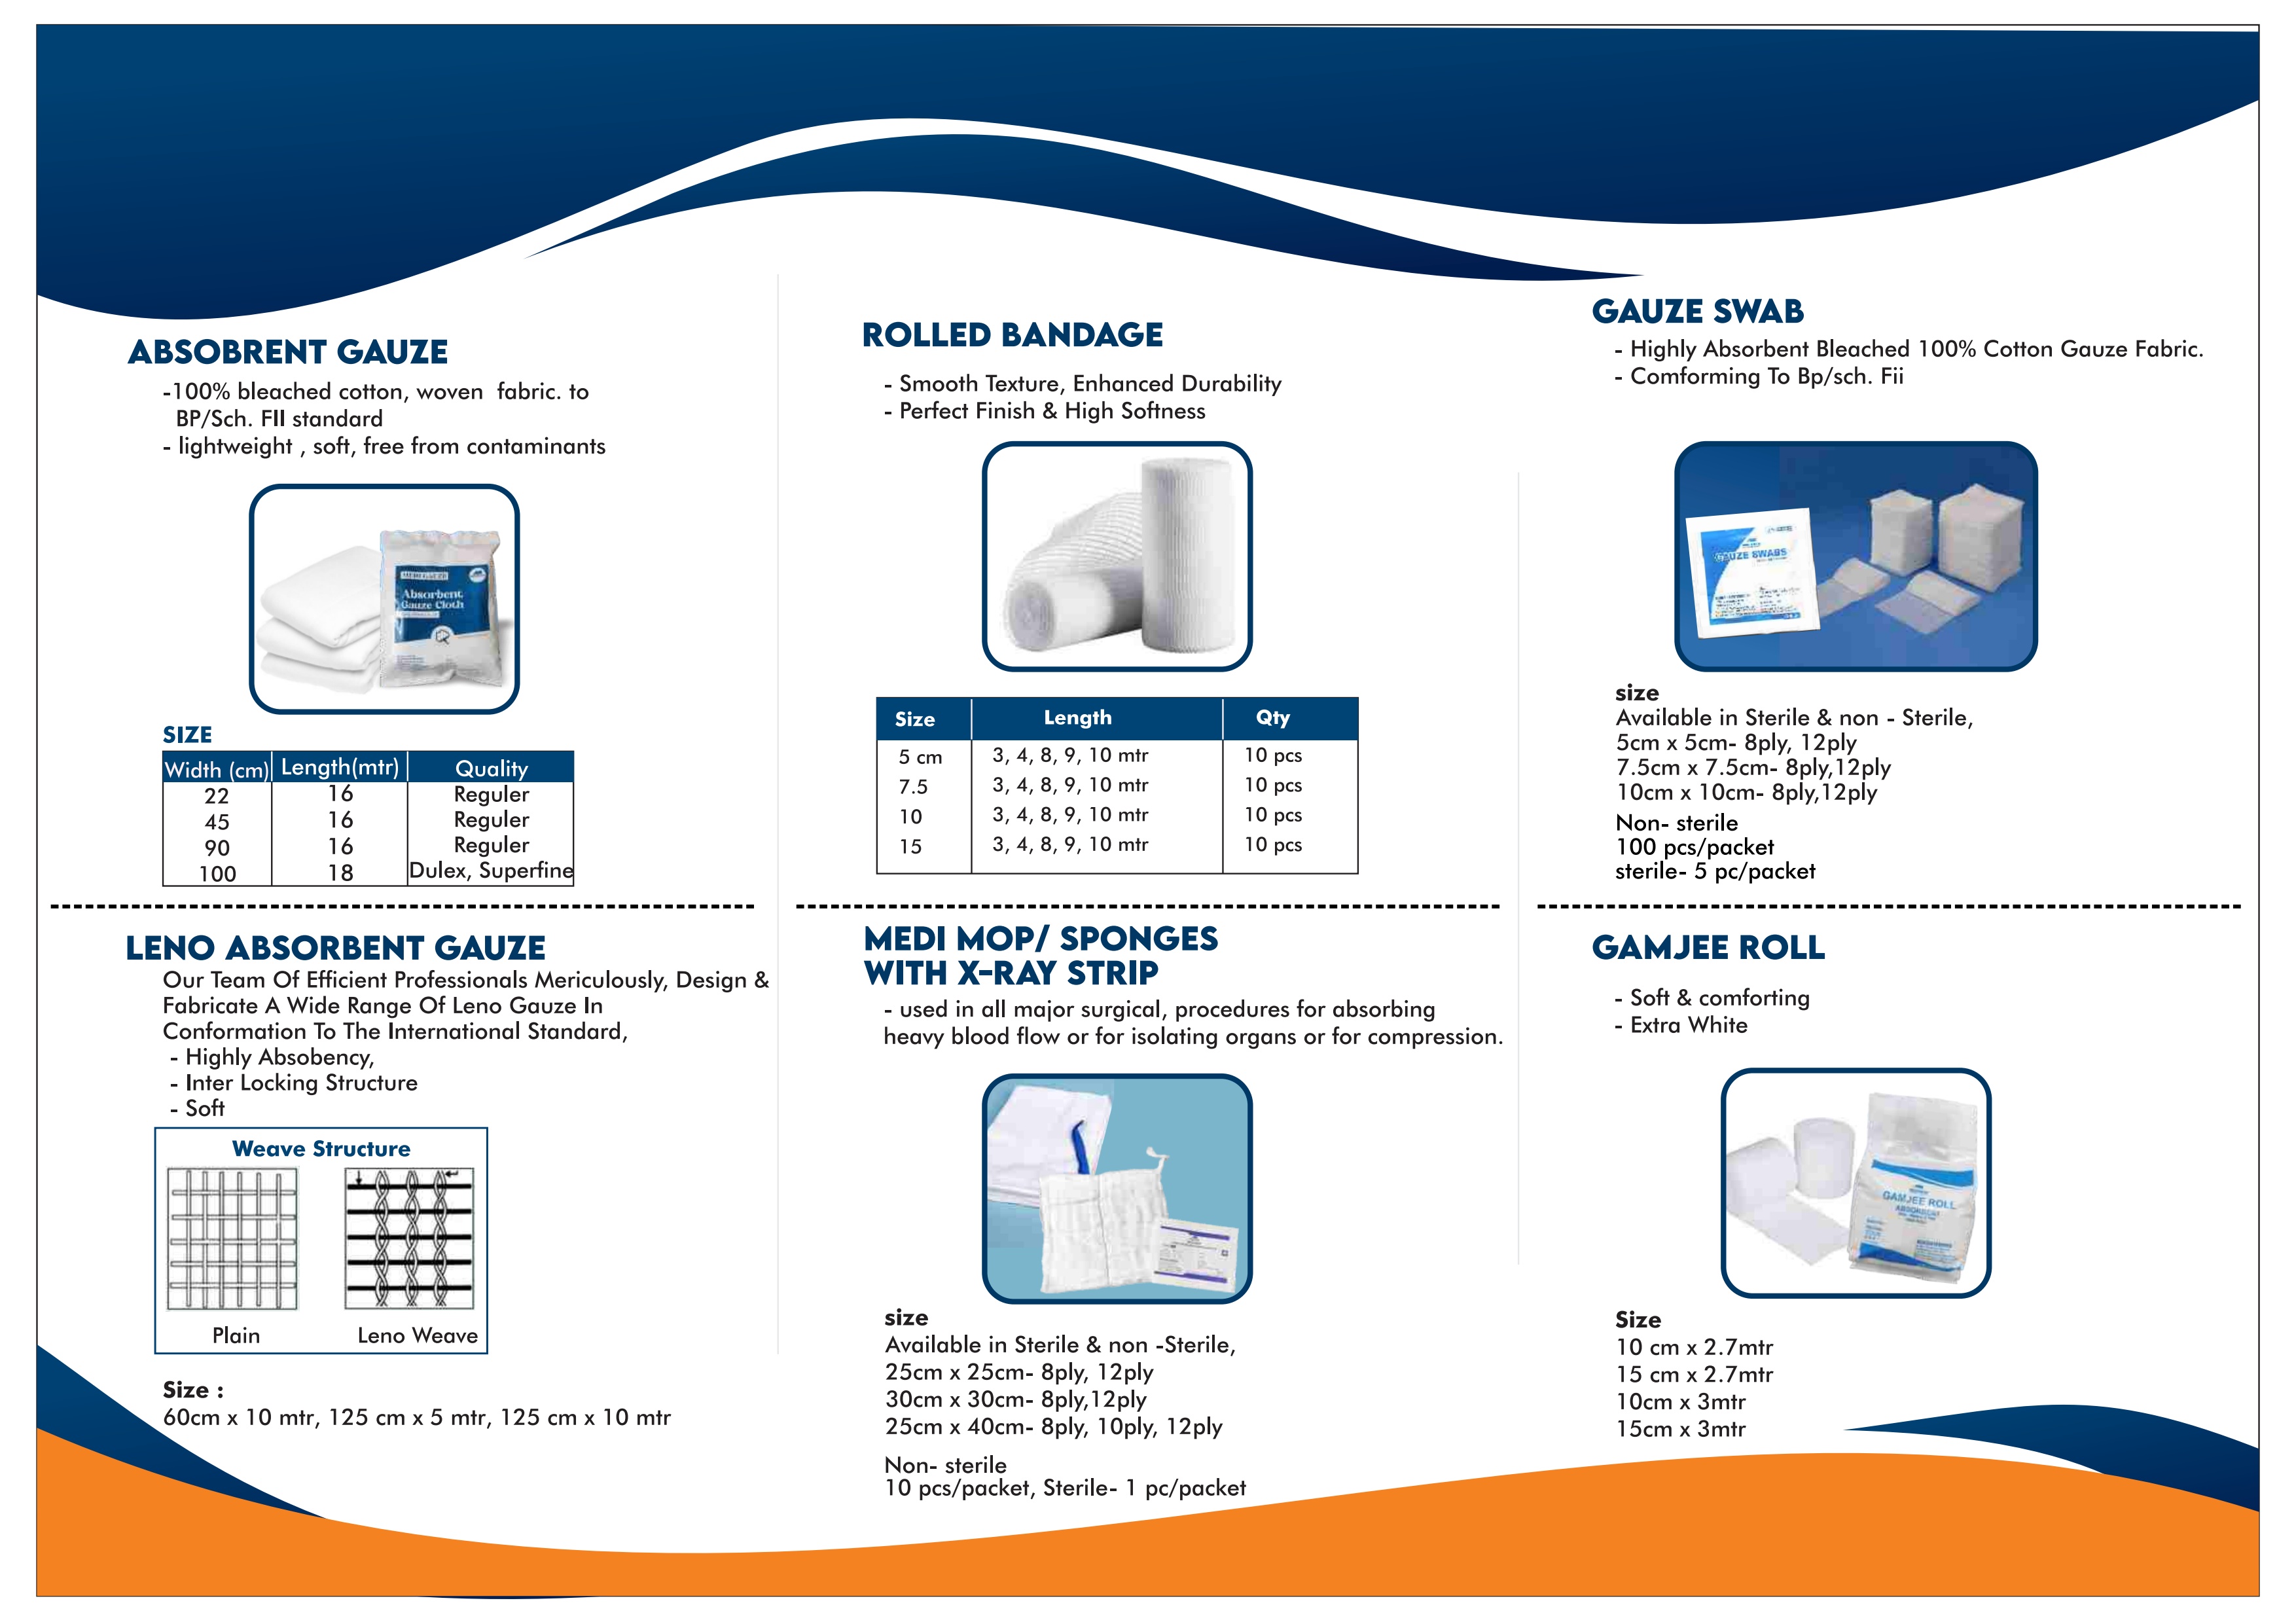 ABSOBRENT GAUZE
-100% bleached cotton, woven fabric. to
BP/Sch. FII standard
- lightweight , soft, free from contaminants
MEDI GAUZE
Absorbent
Gauze Cloth
SIZE
Width (cm) Length(mtr) Quality
22 16 Reguler
45 16 Reguler
90 16 Reguler
100 18 Dulex, Superfine
ROLLED BANDAGE
- Smooth Texture, Enhanced Durability
- Perfect Finish & High Softness
Size Length Qty
5 cm 3, 4, 8, 9, 10 mtr 10 pcs
7.5 3, 4, 8, 9, 10 mtr 10 pcs
10 3, 4, 8, 9, 10 mtr 10 pcs
15 3, 4, 8, 9, 10 mtr 10 pcs
GAUZE SWAB
- Highly Absorbent Bleached 100% Cotton Gauze Fabric.
- Comforming To Bp/sch. Fii
GAUZE SWABS
size
Available in Sterile & non - Sterile,
5cm x 5cm- 8ply, 12ply
7.5cm x 7.5cm- 8ply,12ply
10cm x 10cm- 8ply,12ply
Non- sterile
100 pcs/packet
sterile- 5 pc/packet
LENO ABSORBENT GAUZE
Our Team Of Efficient Professionals Mericulously, Design &
Fabricate A Wide Range Of Leno Gauze In
Conformation To The International Standard,
- Highly Absobency,
- Inter Locking Structure
- Soft
Weave Structure
Plain Leno Weave
Size :
60cm x 10 mtr, 125 cm x 5 mtr, 125 cm x 10 mtr
MEDI MOP/ SPONGES
WITH X-RAY STRIP
- used in all major surgical, procedures for absorbing
heavy blood flow or for isolating organs or for compression.
size
Available in Sterile & non -Sterile,
25cm x 25cm- 8ply, 12ply
30cm x 30cm- 8ply,12ply
25cm x 40cm- 8ply, 10ply, 12ply
Non- sterile
10 pcs/packet, Sterile- 1 pc/packet
GAMJEE ROLL
- Soft & comforting
- Extra White
GAMJEE ROLL
ABSORBENT
Size
10 cm x 2.7mtr
15 cm x 2.7mtr
10cm x 3mtr
15cm x 3mtr